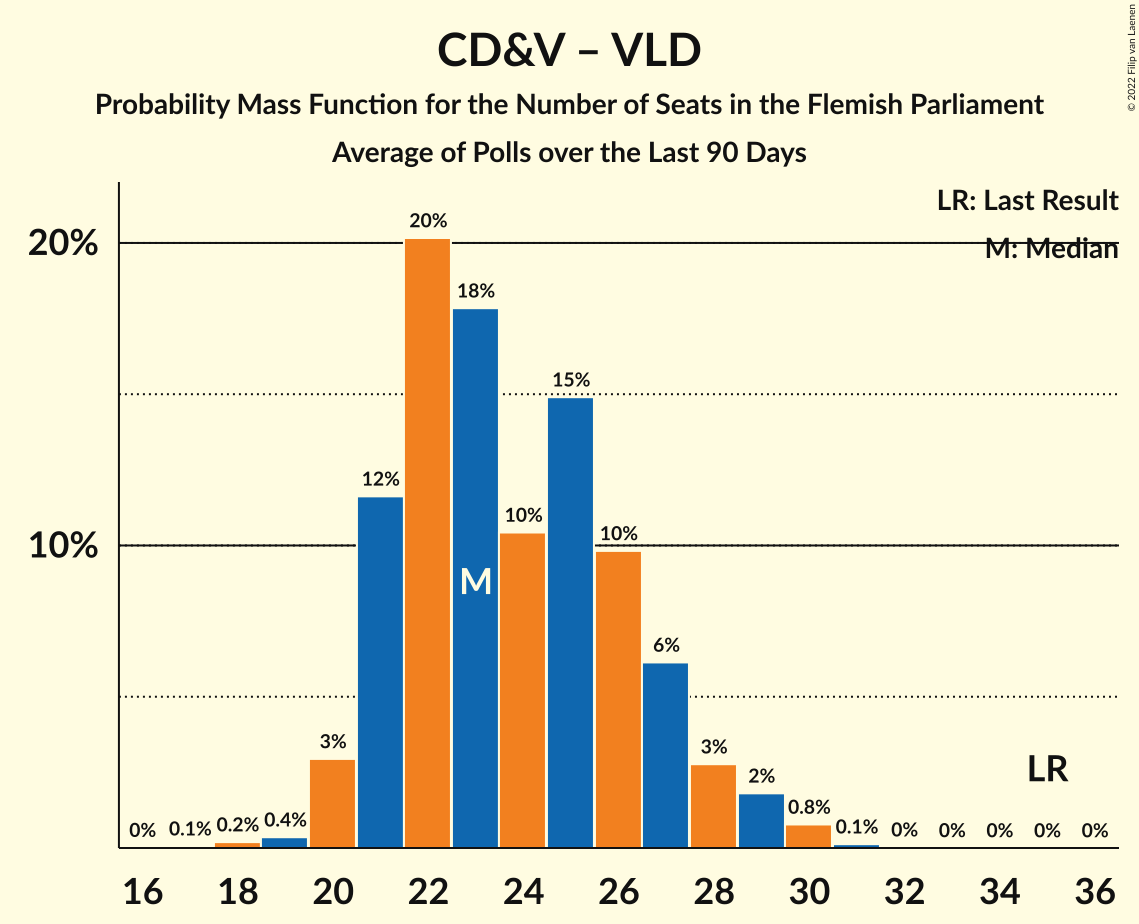 CD&V – VLD
Probability Mass Function for the Number of Seats in the Flemish Parliament
Average of Polls over the Last 90 Days
© 2022 Filip van Laenen
LR: Last Result
M: Median
20%
10%
0%
0.1%
0.2%
0.4%
3%
12%
20%
18%
10%
15%
10%
6%
3%
2%
0.8%
0.1%
0%
0%
0%
0%
0%
M
LR
16 18 20 22 24 26 28 30 32 34 36